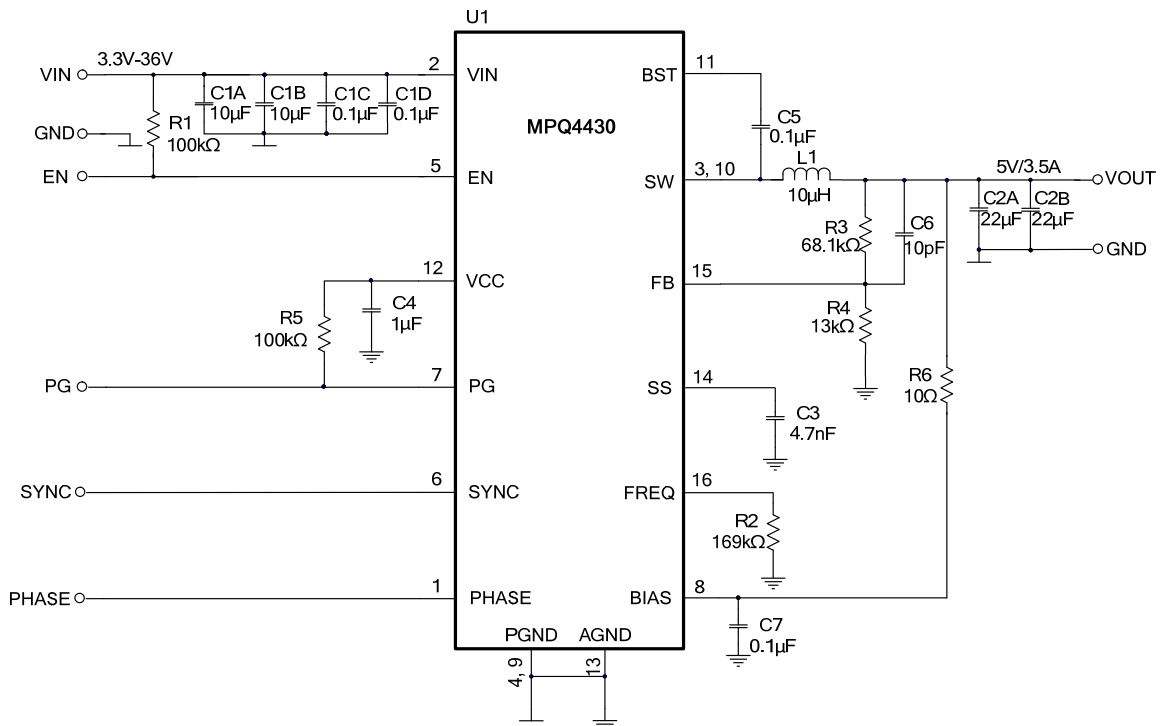 U1
VIN
3.3V-36V
2
VIN
C1A
10µF
C1B
10µF
C1C
0.1µF
C1D
0.1µF
GND
R1
100kΩ
EN
5
EN
12
VCC
C4
1µF
R5
100kΩ
PG
7
PG
SYNC
6
SYNC
PHASE
1
PHASE
MPQ4430
PGND
AGND
4, 9
13
BST
11
C5
0.1µF
SW
3, 10
L1
10µH
5V/3.5A
VOUT
C2A
22µF
C2B
22µF
GND
R3
68.1kΩ
C6
10pF
FB
15
R4
13kΩ
R6
10Ω
SS
14
C3
4.7nF
FREQ
16
R2
169kΩ
BIAS
8
C7
0.1µF